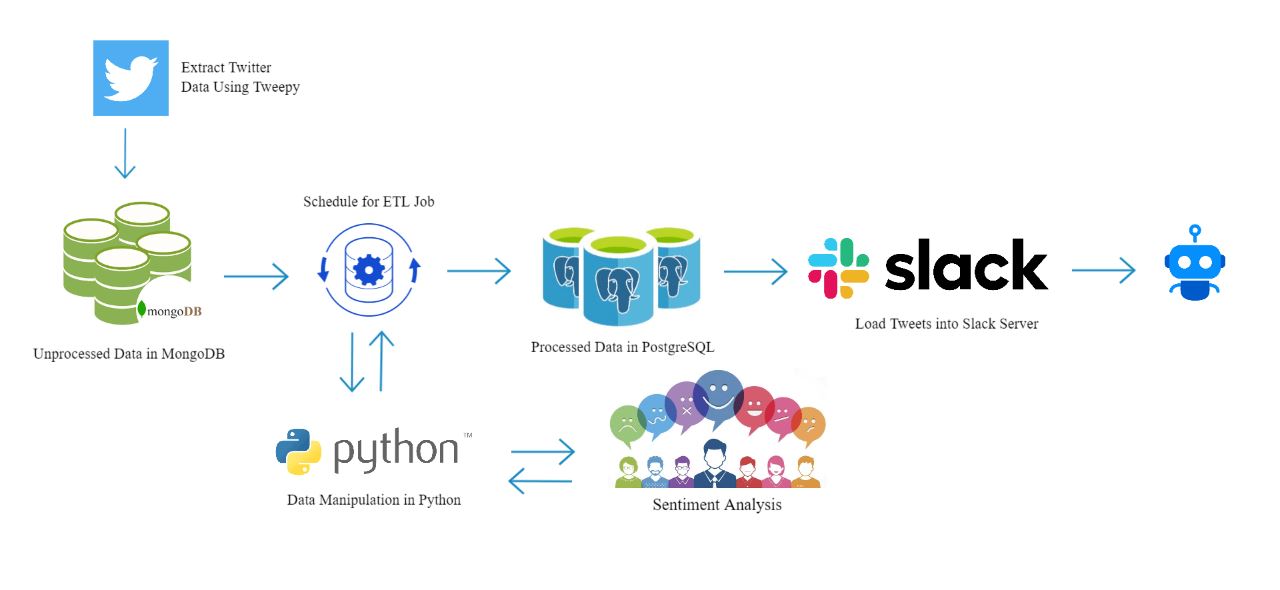 Extract Twitter
Data Using Tweepy
Schedule for ETL Job
mongoDB
slack
Load Tweets into Slack Server
Unprocessed Data in MongoDB
Processed Data in PostgreSQL
python™
Data Manipulation in Python
Sentiment Analysis